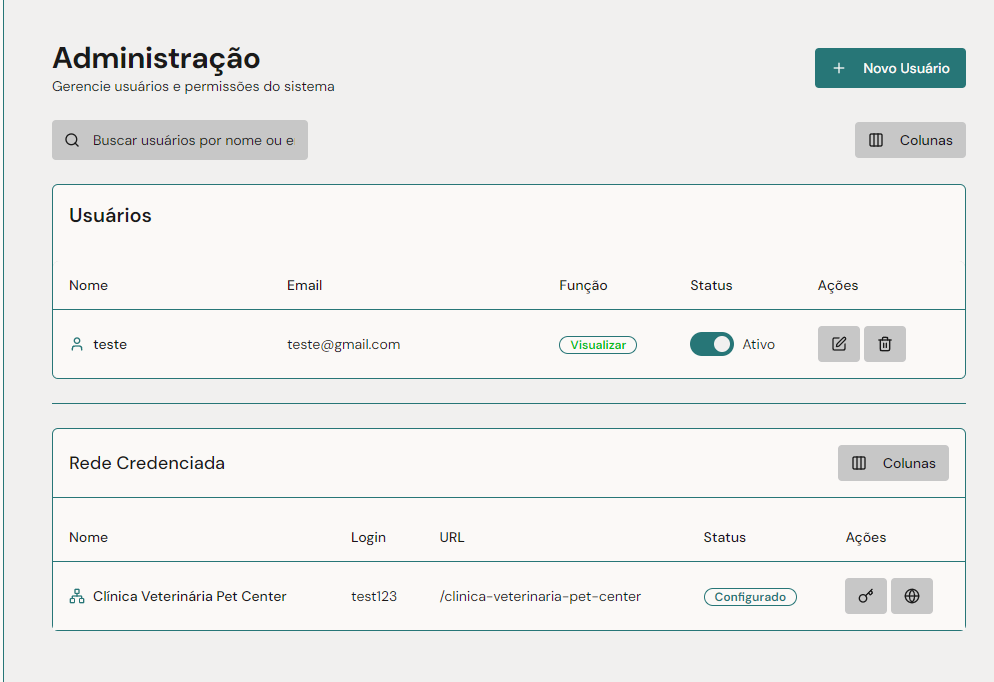 Administração
Gerencie usuários e permissões do sistema
Novo Usuário
Buscar usuários por nome ou e
Colunas
Usuários
Nome Email Função Status Ações
teste teste@gmail.com Visualizar Ativo
Rede Credenciada
Colunas
Nome Login URL Status Ações
Clínica Veterinária Pet Center test123 /clinica-veterinaria-pet-center Configurado